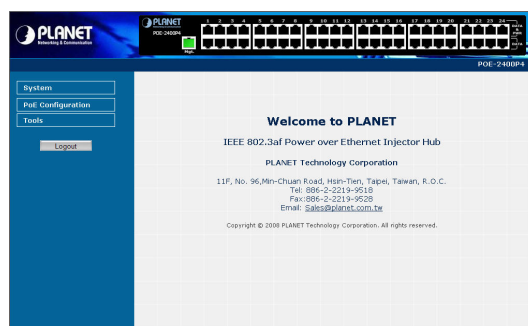 PLANET
Networking & Communication
PLANET
POE-2400P4
1 2 3 4 5 6 7 8 9 10 11 12 13 14 15 16 17 18 19 20 21 22 23 24
DATA
PWR
DATA
Mgt.
POE-2400P4
System
PoE Configuration
Tools
Logout
Welcome to PLANET
IEEE 802.3af Power over Ethernet Injector Hub
PLANET Technology Corporation
11F, No. 96,Min-Chuan Road, Hsin-Tien, Taipei, Taiwan, R.O.C.
Tel: 886-2-2219-9518
Fax:886-2-2219-9528
Email: Sales@planet.com.tw
Copyright © 2008 PLANET Technology Corporation. All rights reserved.